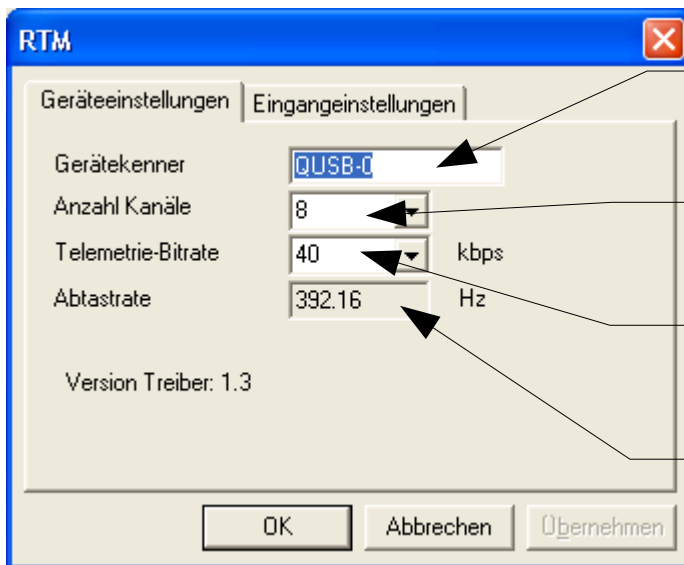 RTM
Geräteeinstellungen Eingangeinstellungen
Gerätekenner QUSB-0
Anzahl Kanäle 8
Telemetrie-Bitrate 40 kbps
Abtastrate 392.16 Hz
Version Treiber: 1.3
OK Abbrechen Übernehmen